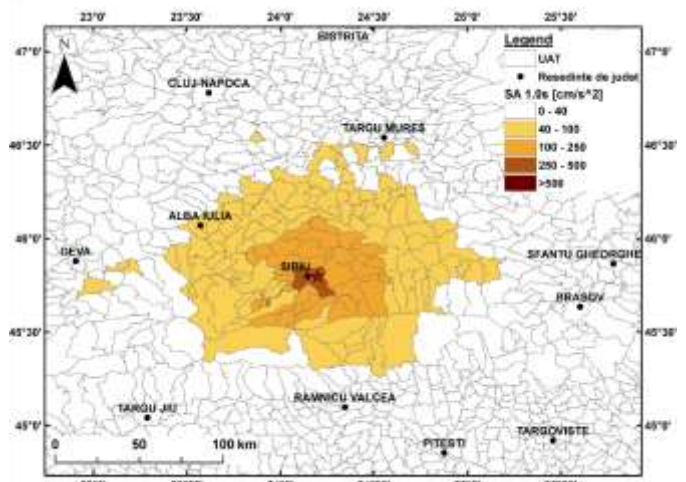 23°0' 23°30' 24°0' 24°30' 25°0' 25°30'
47°0' 47°0'
N
BISTRITA
Legend
UAT
Resedinte de judet
SA 1.0s [cm/s^2]
0 - 40
40 - 100
100 - 250
250 - 500
>500
CLUJ-NAPOCA
TARGU MURES
46°30' 46°30'
ALBA IULIA
46°0' 46°0'
DEVA
SIBIU
SFANTU GHEORGHE
BRASOV
45°30' 45°30'
RAMNICU VALCEA
TARGU JIU
45°0' 45°0'
TARGOVISTE
PITESTI
0 50 100 km